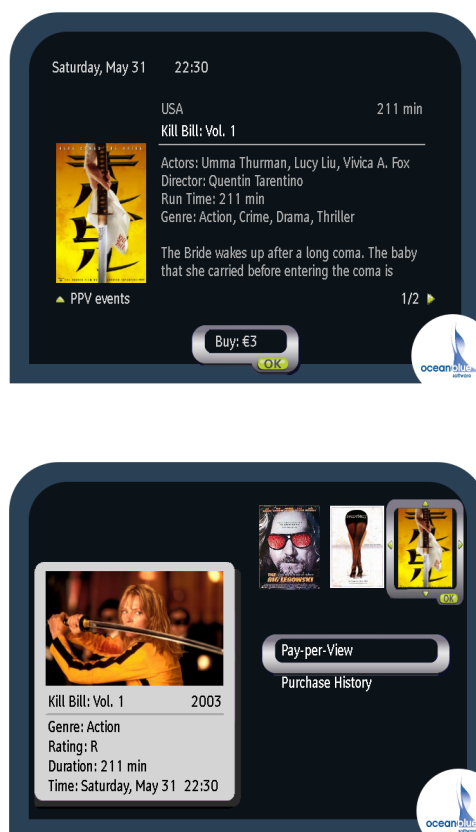 Saturday, May 31 22:30
USA 211 min
Kill Bill: Vol. 1
Actors: Umma Thurman, Lucy Liu, Vivica A. Fox
Director: Quentin Tarentino
Run Time: 211 min
Genre: Action, Crime, Drama, Thriller
The Bride wakes up after a long coma. The baby
that she carried before entering the coma is
PPV events 1/2
Buy: €3
OK
oceanblue
software
THE
BIG LEBOWSKI
OK
Pay-per-View
Purchase History
Kill Bill: Vol. 1 2003
Genre: Action
Rating: R
Duration: 211 min
Time: Saturday, May 31 22:30
oceanblue